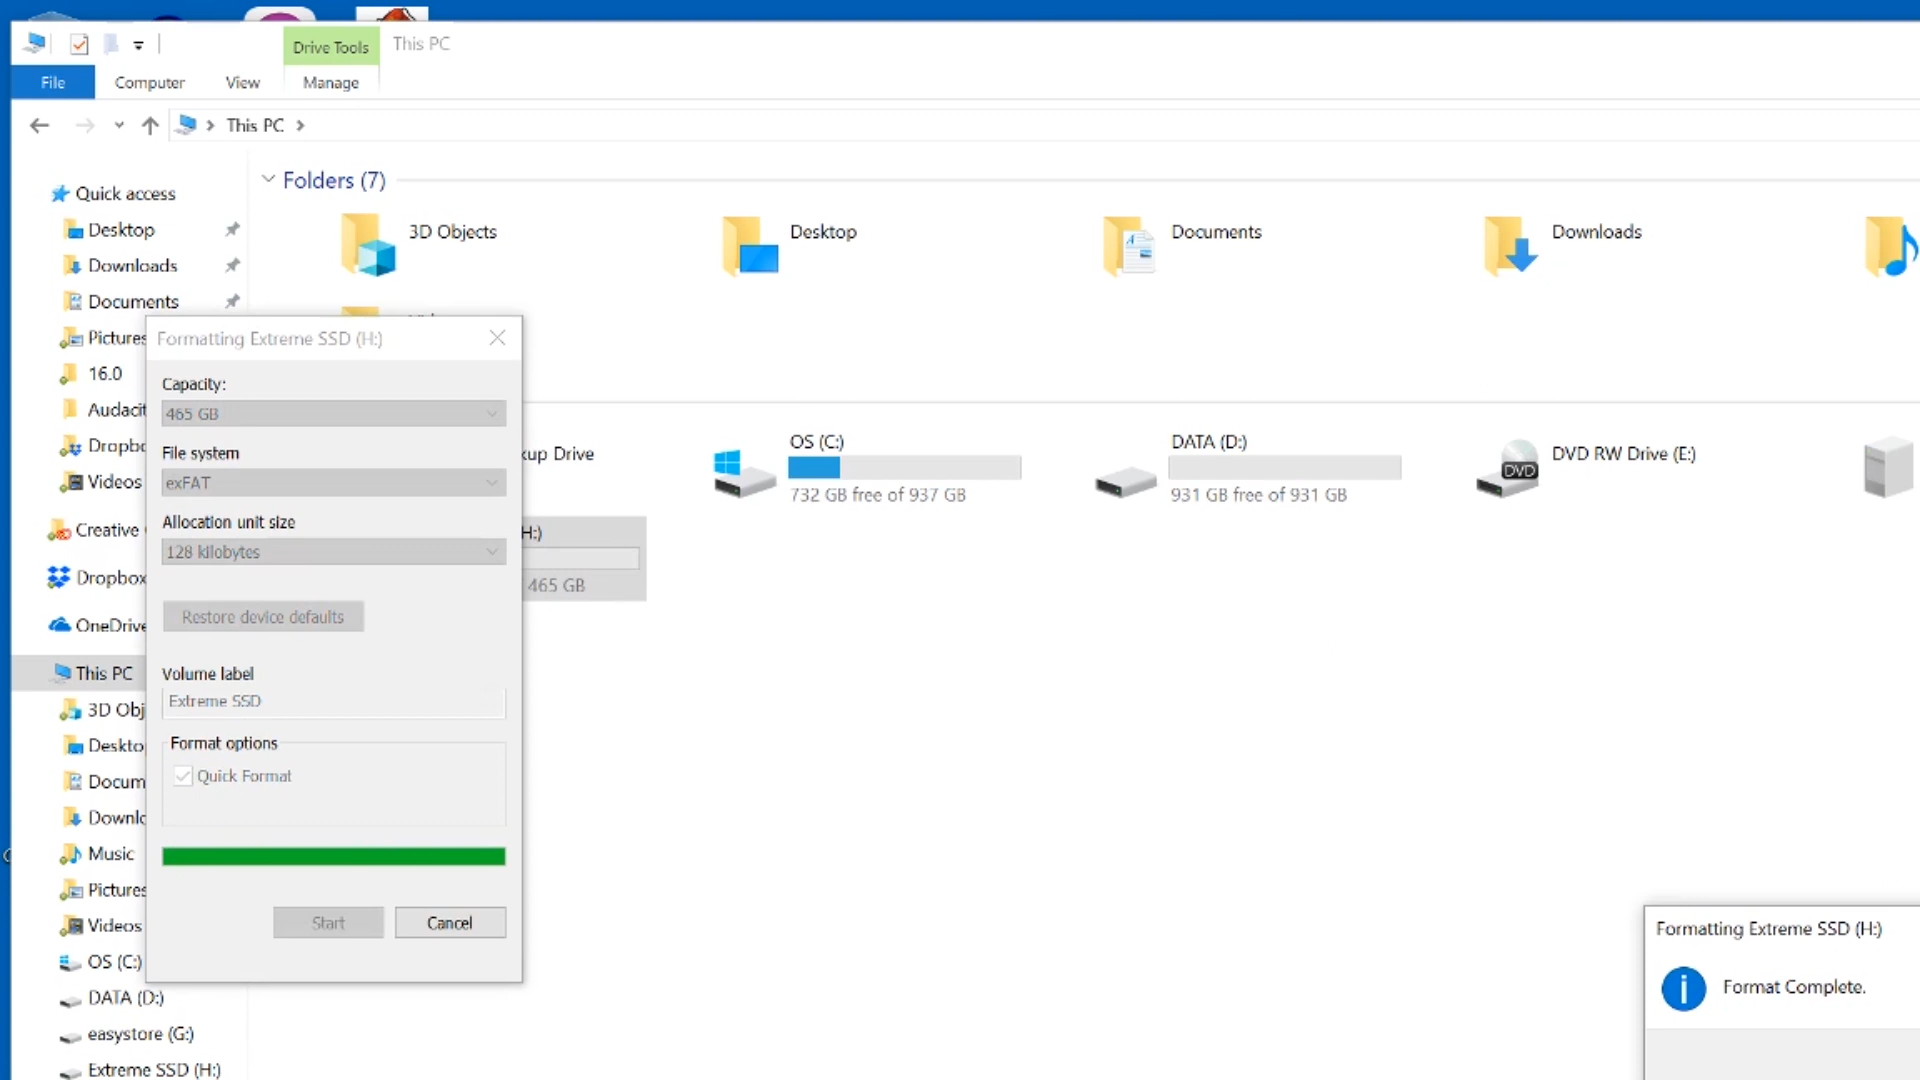 Drive Tools
This PC
File
Computer
View
Manage
This PC
Quick access
Desktop
Downloads
Documents
Pictures
16.0
Audacit
Dropbo
Videos
Creative
Dropbox
OneDrive
This PC
3D Obj
Deskto
Docum
Downlo
Music
Pictures
Videos
OS (C:)
DATA (D:)
easystore (G:)
Extreme SSD (H:)
Folders (7)
3D Objects
Desktop
Documents
Downloads
kup Drive
OS (C:)
732 GB free of 937 GB
DATA (D:)
931 GB free of 931 GB
DVD
DVD RW Drive (E:)
H:)
465 GB
Formatting Extreme SSD (H:)
Capacity:
465 GB
File system
exFAT
Allocation unit size
128 kilobytes
Restore device defaults
Volume label
Extreme SSD
Format options
Quick Format
Start
Cancel
Formatting Extreme SSD (H:)
Format Complete.